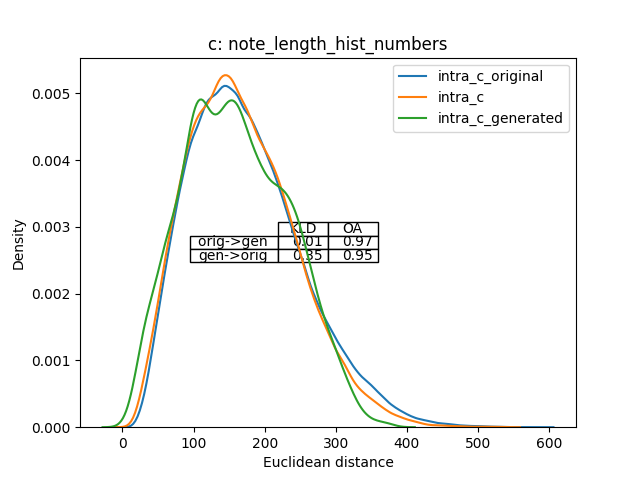 c: note_length_hist_numbers
intra_c_original
intra_c
intra_c_generated
0.005
0.004
0.003
0.002
0.001
0.000
Density
KLD OA
orig->gen 0.01 0.97
gen->orig 0.35 0.95
0 100 200 300 400 500 600
Euclidean distance